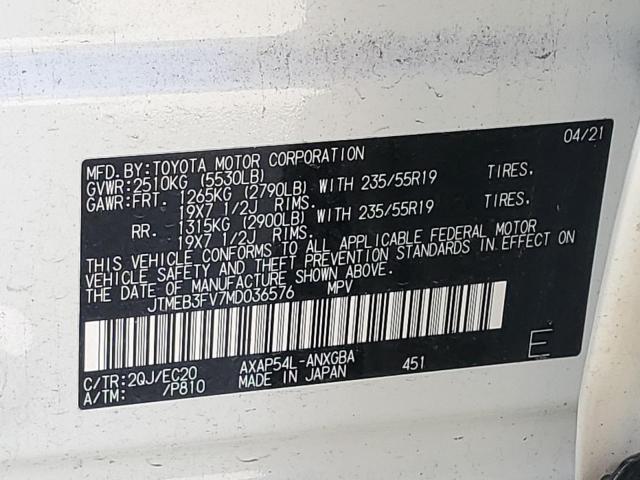 04/21
MFD.BY:TOYOTA MOTOR CORPORATION
GVWR:2510KG (5530LB)
GAWR:FRT. 1265KG (2790LB) WITH 235/55R19 TIRES.
19X7 1/2J RIMS.
RR. 1315KG (2900LB) WITH 235/55R19 TIRES.
19X7 1/2J RIMS.
THIS VEHICLE CONFORMS TO ALL APPLICABLE FEDERAL MOTOR
VEHICLE SAFETY AND THEFT PREVENTION STANDARDS IN EFFECT ON
THE DATE OF MANUFACTURE SHOWN ABOVE.
JTMEB3FV7MD036576 MPV
C/TR:2QJ/EC20 AXAP54L-ANXGBA 451 E
A/TM: /P810 MADE IN JAPAN